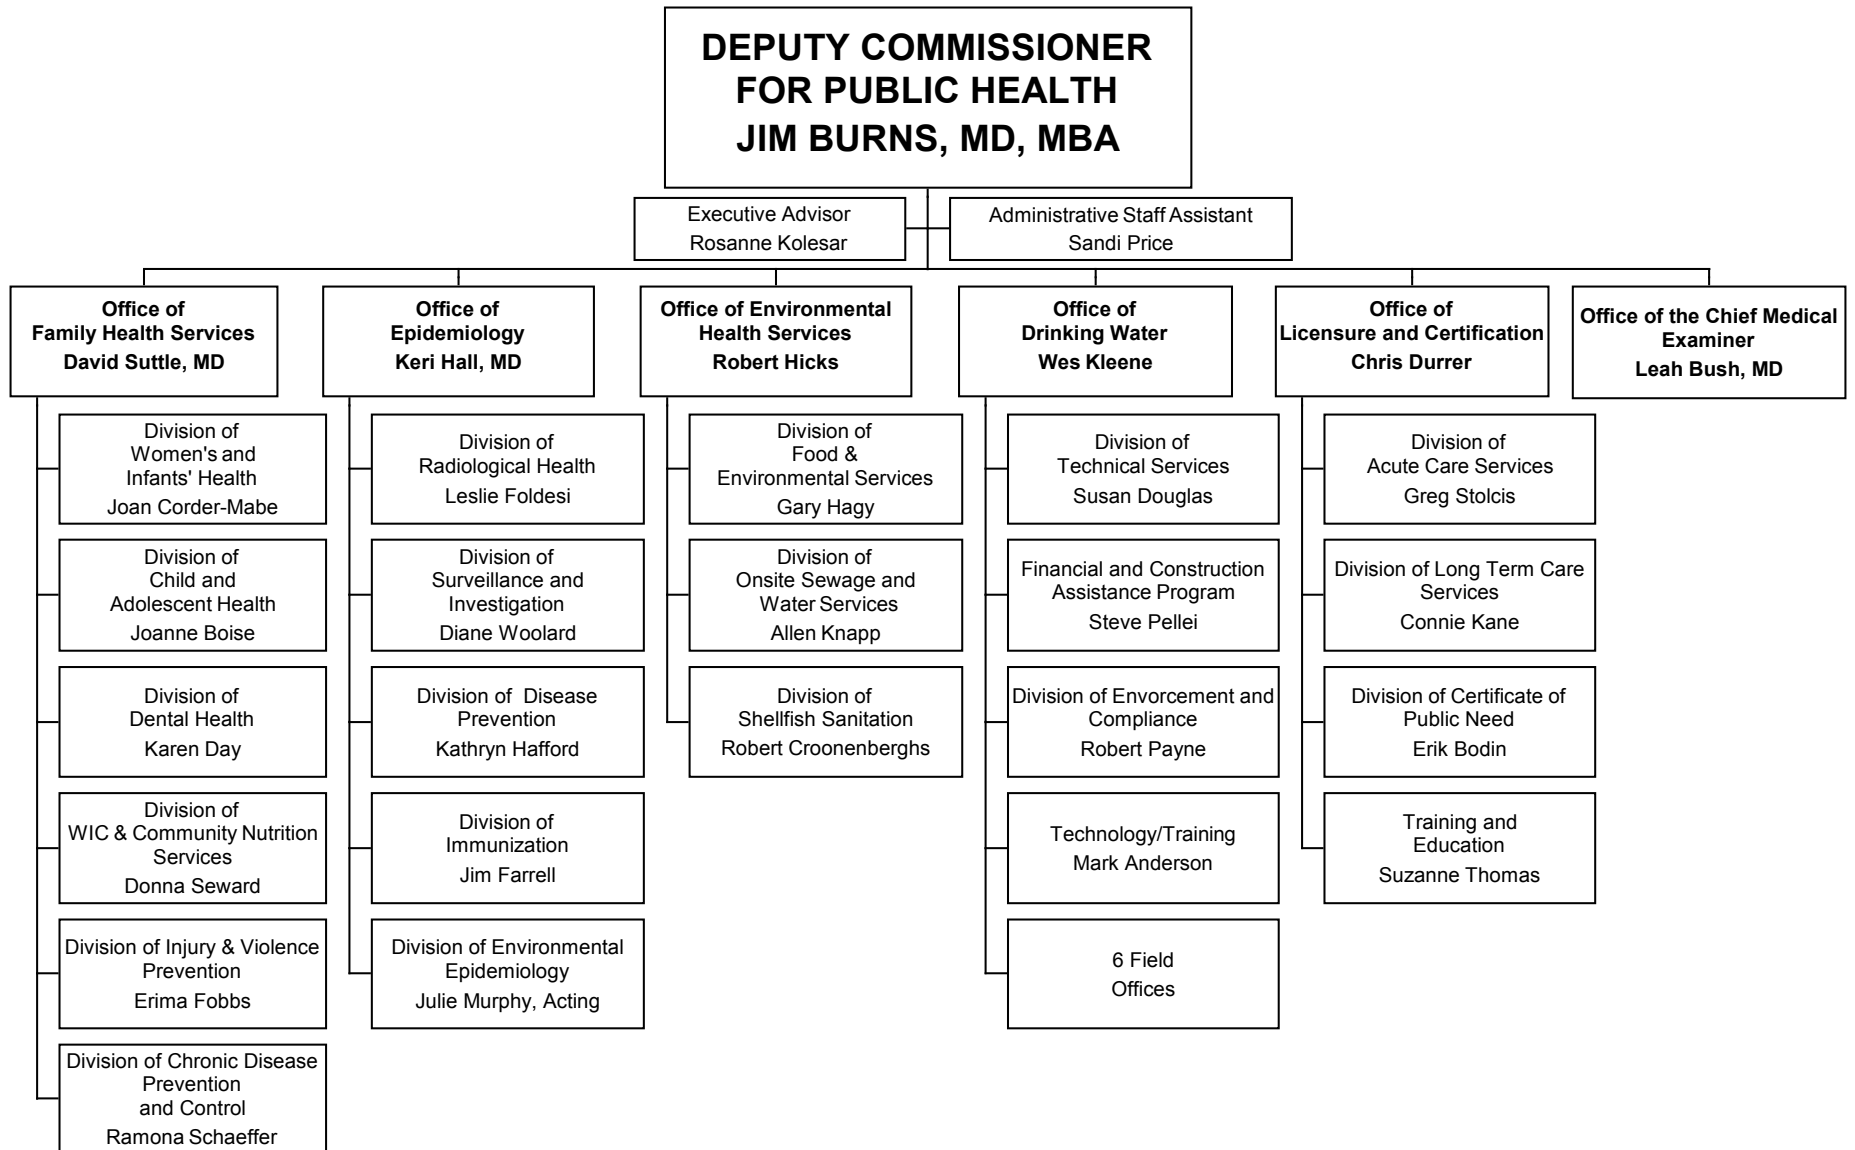 DEPUTY COMMISSIONER
FOR PUBLIC HEALTH
JIM BURNS, MD, MBA
Executive Advisor
Rosanne Kolesar
Administrative Staff Assistant
Sandi Price
Office of
Family Health Services
David Suttle, MD
Division of
Women's and
Infants' Health
Joan Corder-Mabe
Division of
Child and
Adolescent Health
Joanne Boise
Division of
Dental Health
Karen Day
Division of
WIC & Community Nutrition
Services
Donna Seward
Division of Injury & Violence
Prevention
Erima Fobbs
Division of Chronic Disease
Prevention
and Control
Ramona Schaeffer
Office of
Epidemiology
Keri Hall, MD
Division of
Radiological Health
Leslie Foldesi
Division of
Surveillance and
Investigation
Diane Woolard
Division of Disease
Prevention
Kathryn Hafford
Division of
Immunization
Jim Farrell
Division of Environmental
Epidemiology
Julie Murphy, Acting
Office of Environmental
Health Services
Robert Hicks
Division of
Food &
Environmental Services
Gary Hagy
Division of
Onsite Sewage and
Water Services
Allen Knapp
Division of
Shellfish Sanitation
Robert Croonenberghs
Office of
Drinking Water
Wes Kleene
Division of
Technical Services
Susan Douglas
Financial and Construction
Assistance Program
Steve Pellei
Division of Envorcement and
Compliance
Robert Payne
Technology/Training
Mark Anderson
6 Field
Offices
Office of
Licensure and Certification
Chris Durrer
Division of
Acute Care Services
Greg Stolcis
Division of Long Term Care
Services
Connie Kane
Division of Certificate of
Public Need
Erik Bodin
Training and
Education
Suzanne Thomas
Office of the Chief Medical
Examiner
Leah Bush, MD